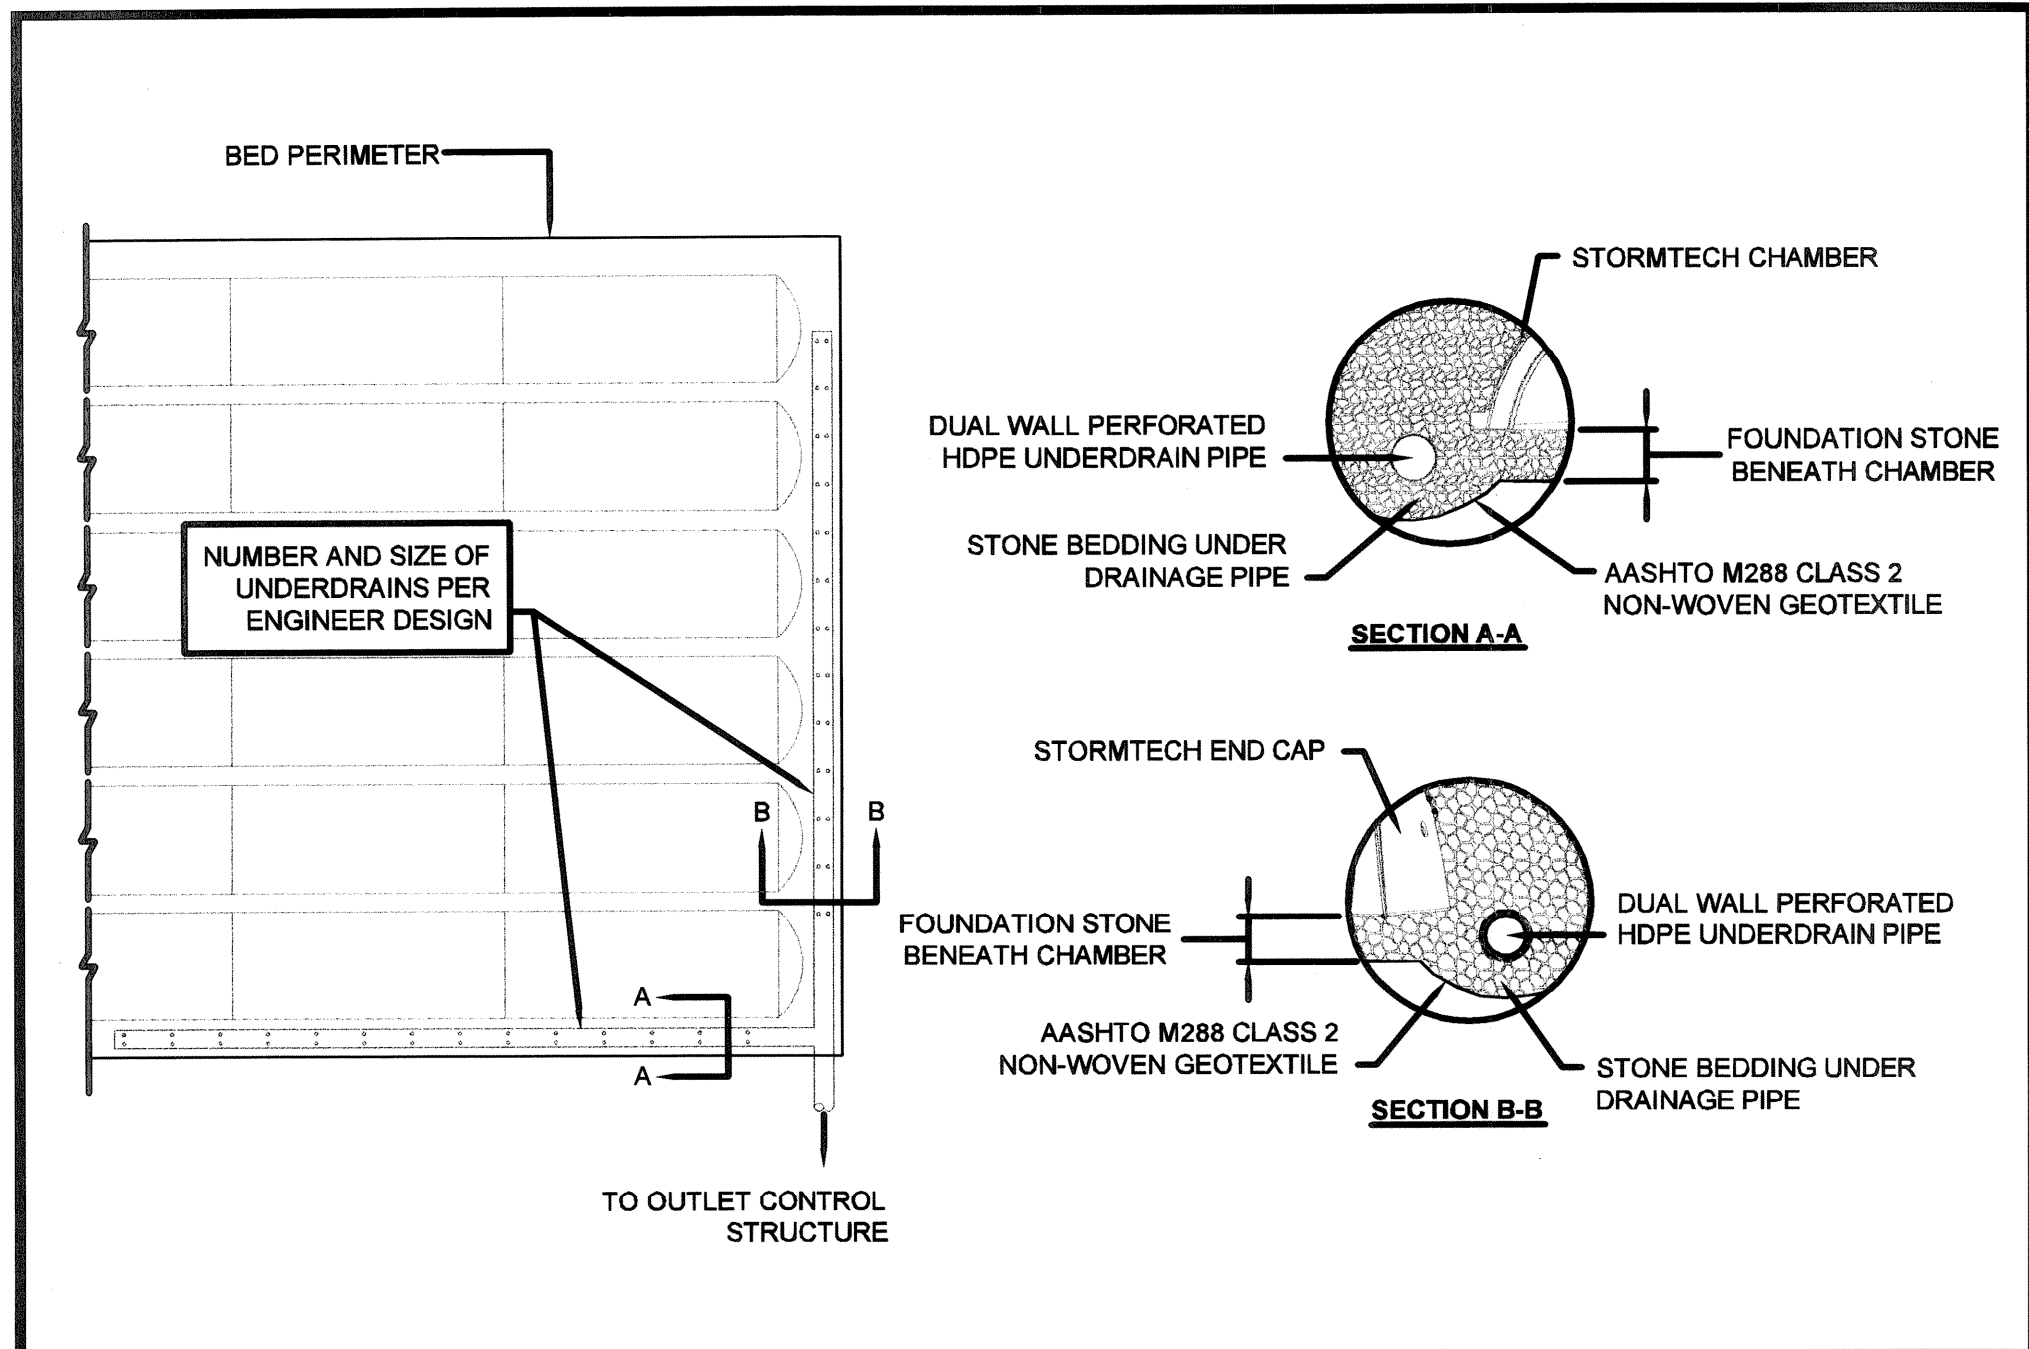 BED PERIMETER
NUMBER AND SIZE OF
UNDERDRAINS PER
ENGINEER DESIGN
B
B
A
A
TO OUTLET CONTROL
STRUCTURE
STORMTECH CHAMBER
DUAL WALL PERFORATED
HDPE UNDERDRAIN PIPE
FOUNDATION STONE
BENEATH CHAMBER
STONE BEDDING UNDER
DRAINAGE PIPE
AASHTO M288 CLASS 2
NON-WOVEN GEOTEXTILE
SECTION A-A
STORMTECH END CAP
FOUNDATION STONE
BENEATH CHAMBER
DUAL WALL PERFORATED
HDPE UNDERDRAIN PIPE
AASHTO M288 CLASS 2
NON-WOVEN GEOTEXTILE
STONE BEDDING UNDER
DRAINAGE PIPE
SECTION B-B